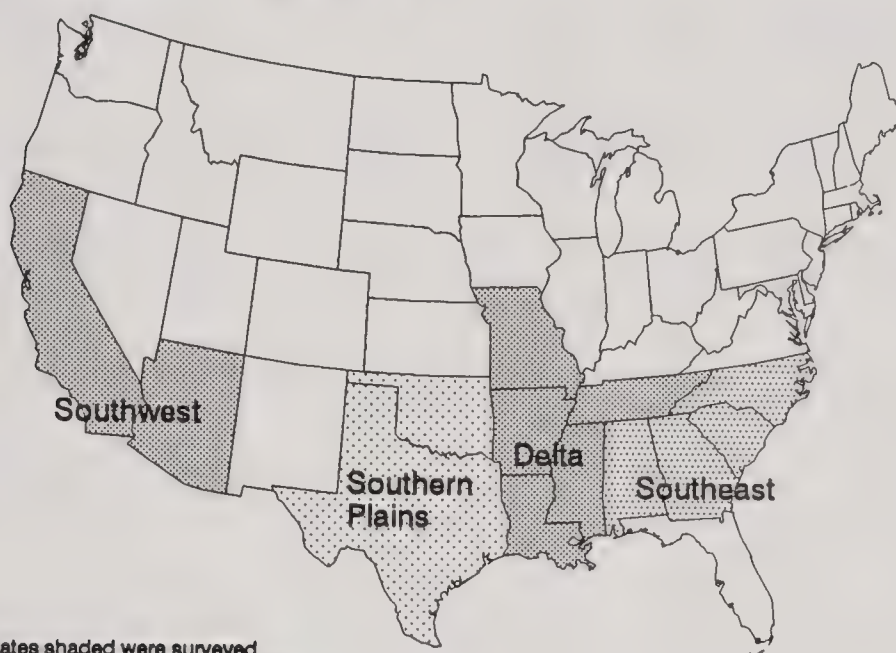 Southwest
Delta
Southern
Plains
Southeast
ates shaded were surveyed